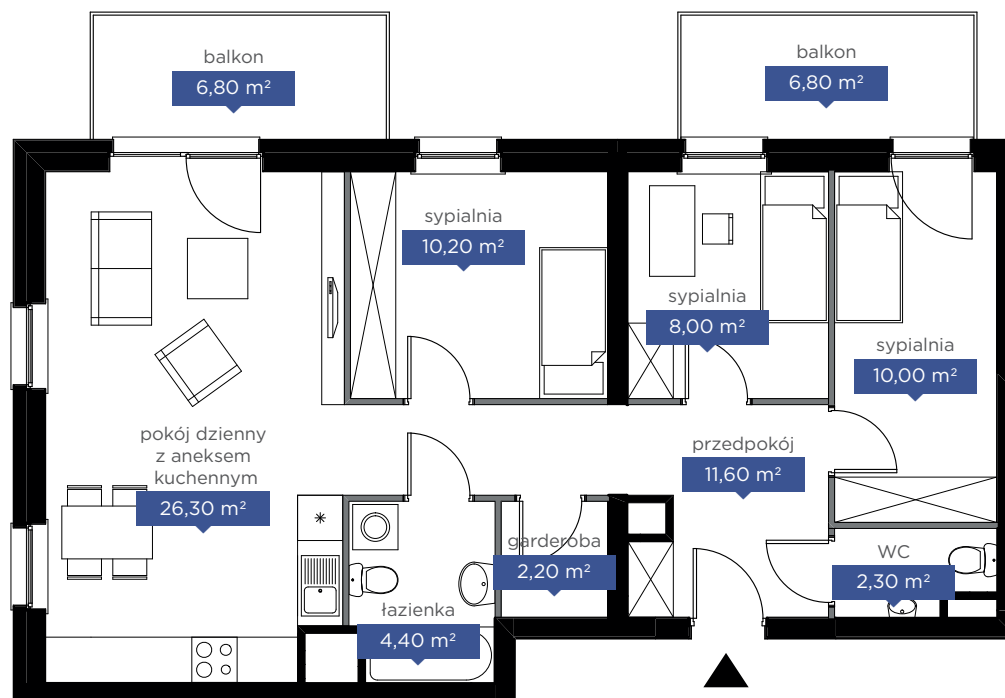 balkon
6,80 m²
balkon
6,80 m²
sypialnia
10,20 m²
sypialnia
8,00 m²
sypialnia
10,00 m²
pokój dzienny
z aneksem
kuchennym
26,30 m²
przedpokój
11,60 m²
garderoba
2,20 m²
WC
2,30 m²
łazienka
4,40 m²